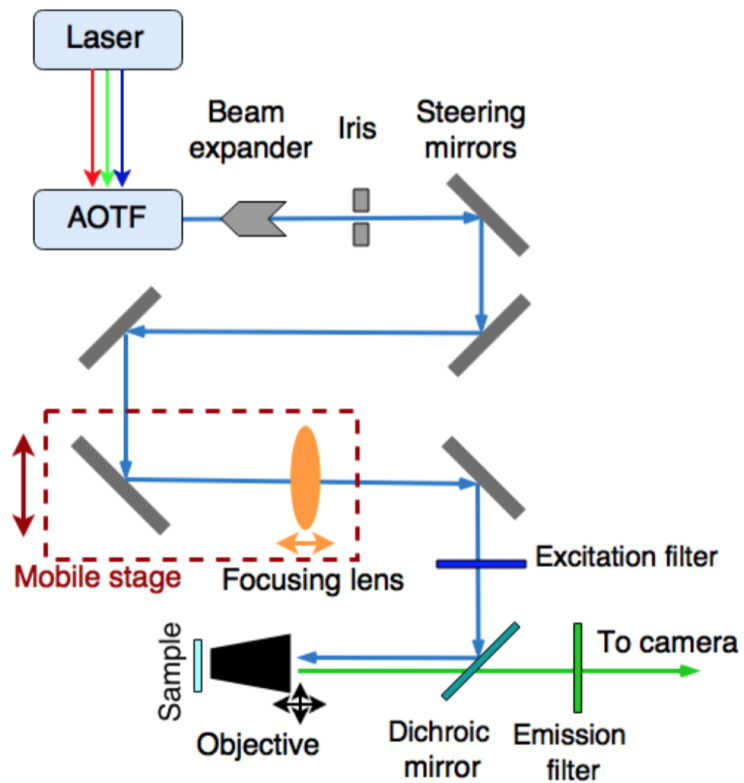 Laser
AOTF
Beam
expander
Iris
Steering
mirrors
Mobile stage
Focusing lens
Excitation filter
Sample
Objective
Dichroic
mirror
To camera
Emission
filter